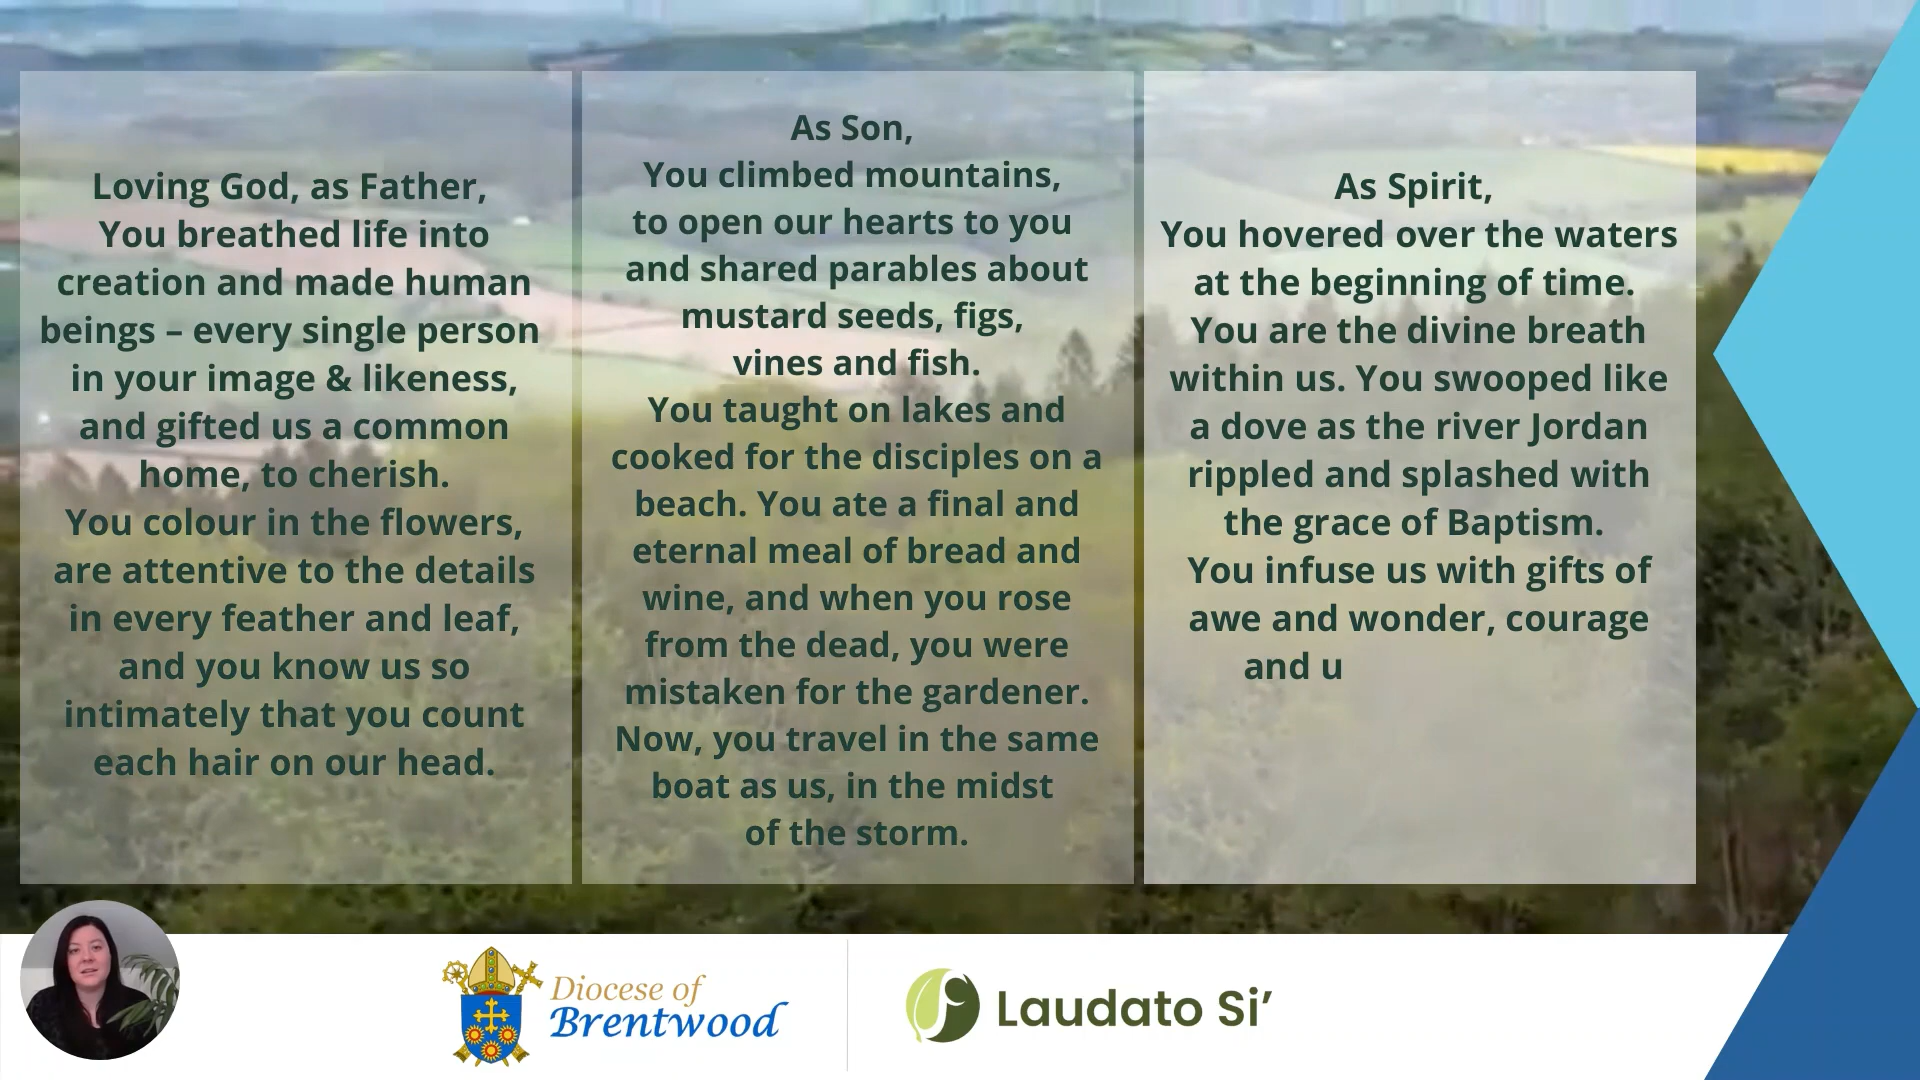 Loving God, as Father,
You breathed life into
creation and made human
beings – every single person
in your image & likeness,
and gifted us a common
home, to cherish.
You colour in the flowers,
are attentive to the details
in every feather and leaf,
and you know us so
intimately that you count
each hair on our head.
As Son,
You climbed mountains,
to open our hearts to you
and shared parables about
mustard seeds, figs,
vines and fish.
You taught on lakes and
cooked for the disciples on a
beach. You ate a final and
eternal meal of bread and
wine, and when you rose
from the dead, you were
mistaken for the gardener.
Now, you travel in the same
boat as us, in the midst
of the storm.
As Spirit,
You hovered over the waters
at the beginning of time.
You are the divine breath
within us. You swooped like
a dove as the river Jordan
rippled and splashed with
the grace of Baptism.
You infuse us with gifts of
awe and wonder, courage
and u
Diocese of
Brentwood
Laudato Si’